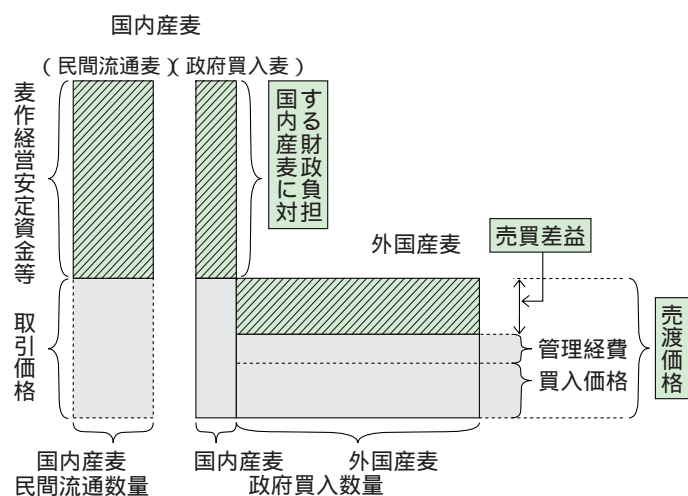 国内産麦
(民間流通麦)(政府買入麦)
麦作経営安定資金等
国内産麦に対
する財政負担
外国産麦
売買差益
取引価格
管理経費
買入価格
売渡価格
国内産麦
民間流通数量
国内産麦
外国産麦
政府買入数量